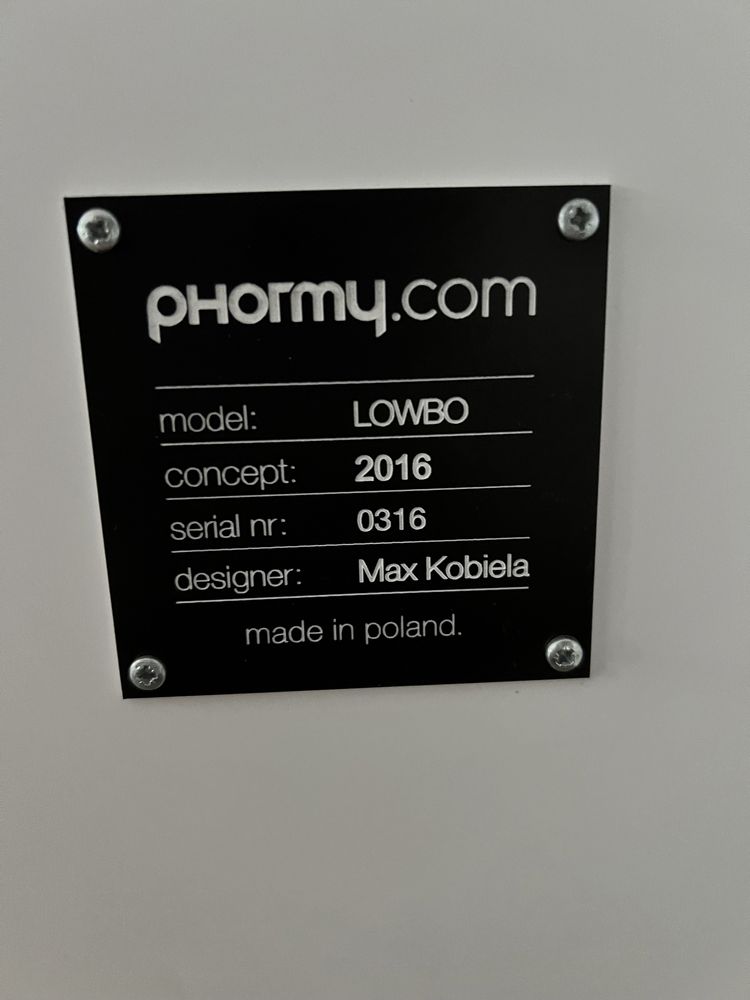 pHormy.com
model: LOWBO
concept: 2016
serial nr: 0316
designer: Max Kobiela
made in poland.